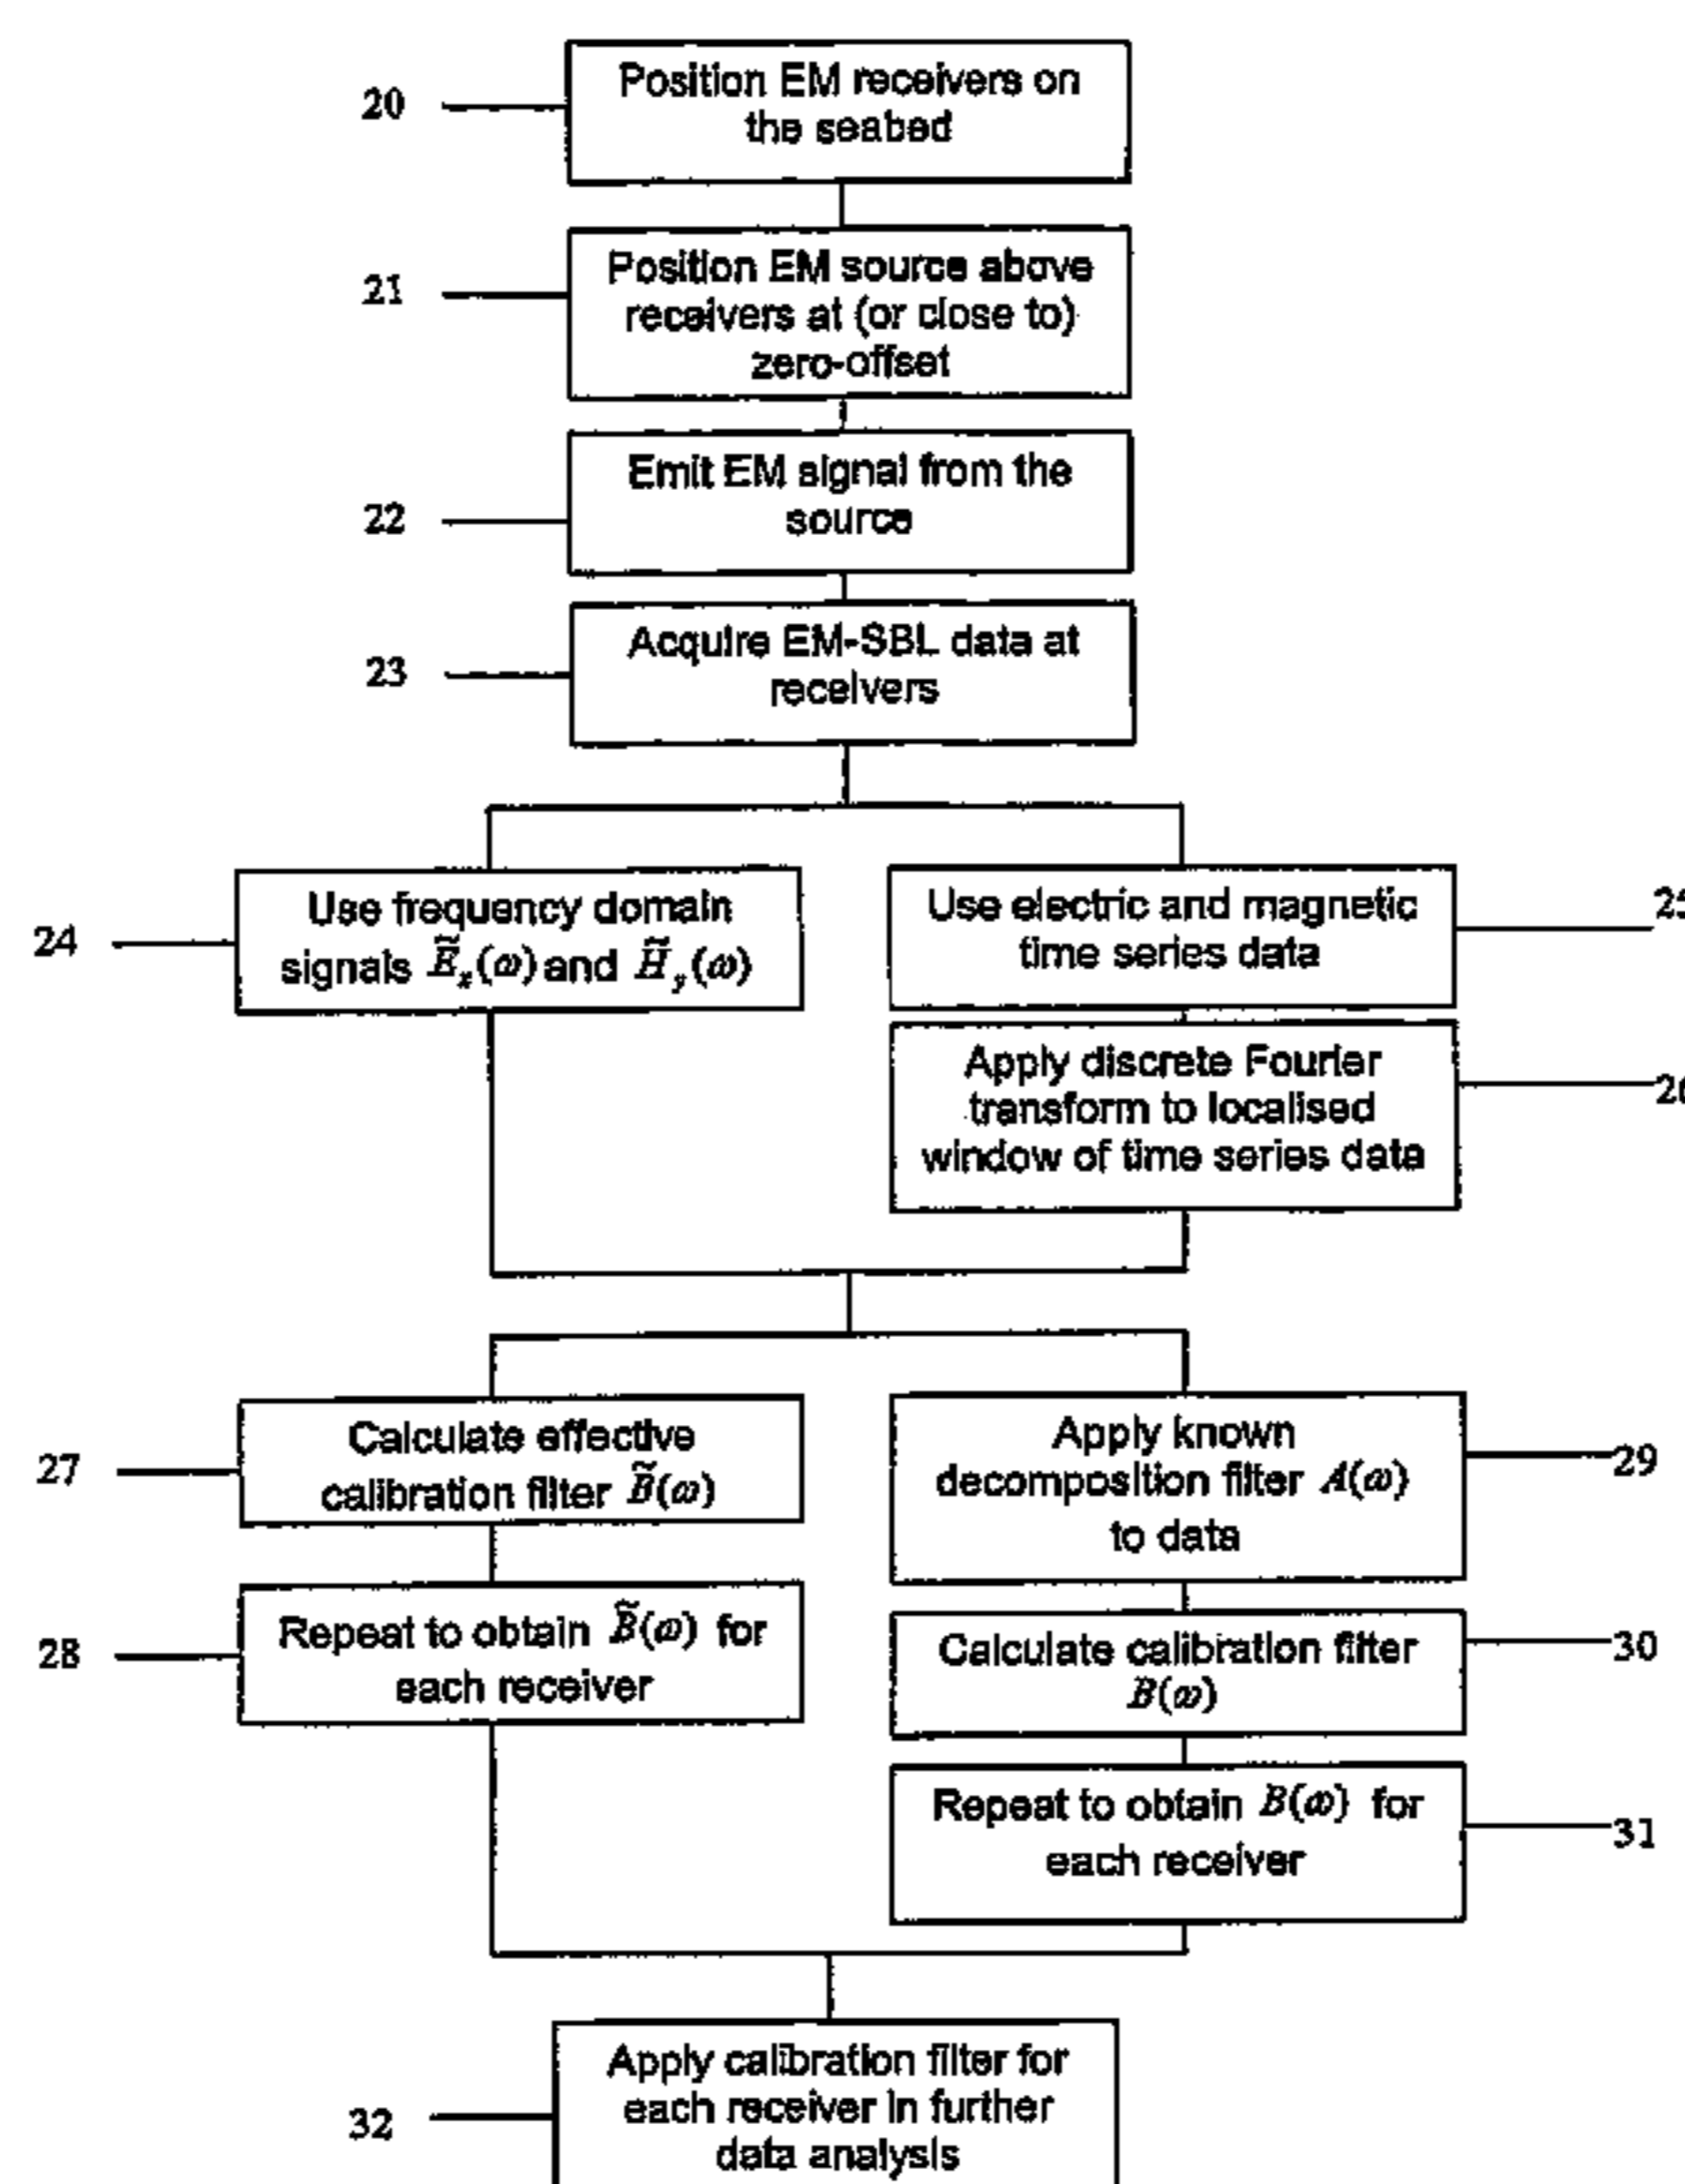 20
Position EM receivers on
the seabed
21
Position EM source above
receivers at (or close to)
zero-offset
22
Emit EM signal from the
source
23
Acquire EM-SBL data at
receivers
24
Use frequency domain
signals Ẽₓ(ω) and H̃ᵧ(ω)
Use electric and magnetic
time series data
25
Apply discrete Fourier
transform to localised
window of time series data
26
27
Calculate effective
calibration filter B̃(ω)
28
Repeat to obtain B̃(ω) for
each receiver
Apply known
decomposition filter A(ω)
to data
29
Calculate calibration filter
B(ω)
30
Repeat to obtain B(ω) for
each receiver
31
32
Apply calibration filter for
each receiver in further
data analysis